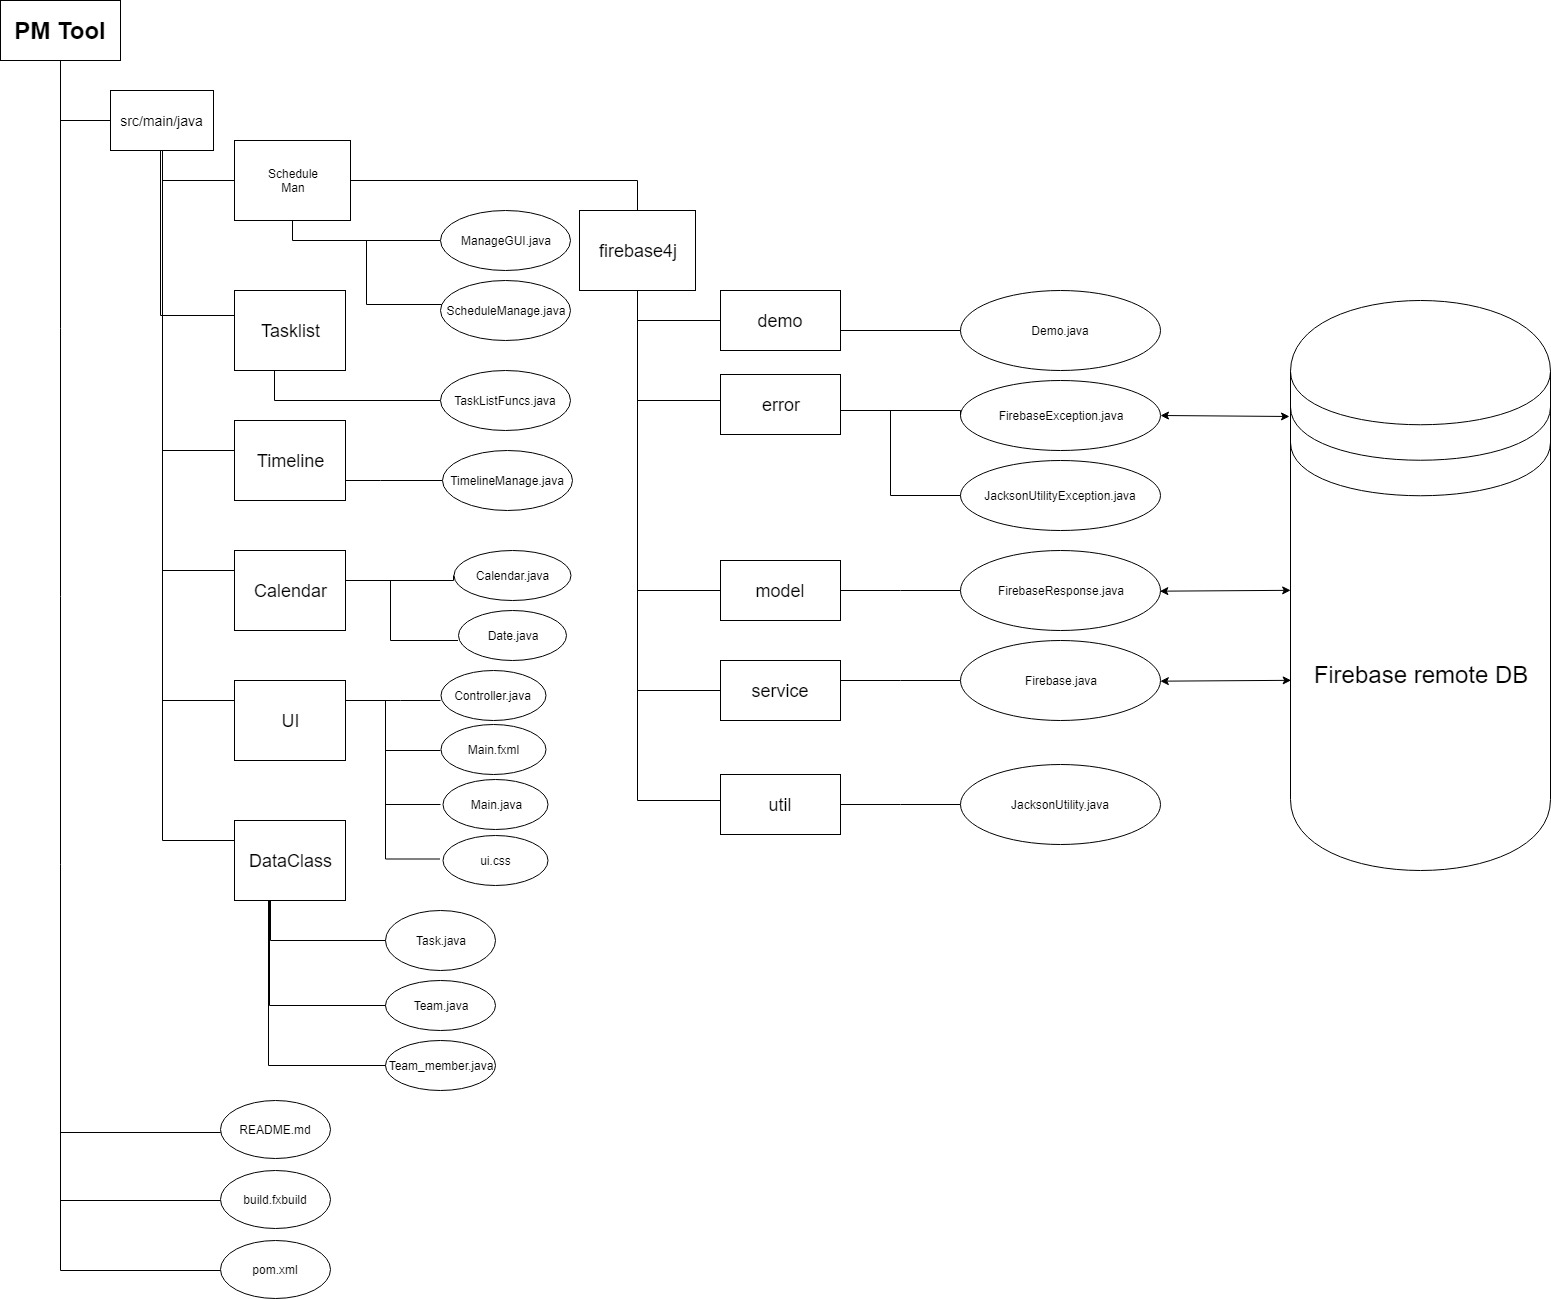 PM Tool
src/main/java
Schedule
Man
ManageGUI.java
ScheduleManage.java
firebase4j
Tasklist
TaskListFuncs.java
Timeline
TimelineManage.java
Calendar
Calendar.java
Date.java
UI
Controller.java
Main.fxml
Main.java
ui.css
DataClass
Task.java
Team.java
Team_member.java
demo
Demo.java
error
FirebaseException.java
JacksonUtilityException.java
model
FirebaseResponse.java
service
Firebase.java
util
JacksonUtility.java
Firebase remote DB
README.md
build.fxbuild
pom.xml